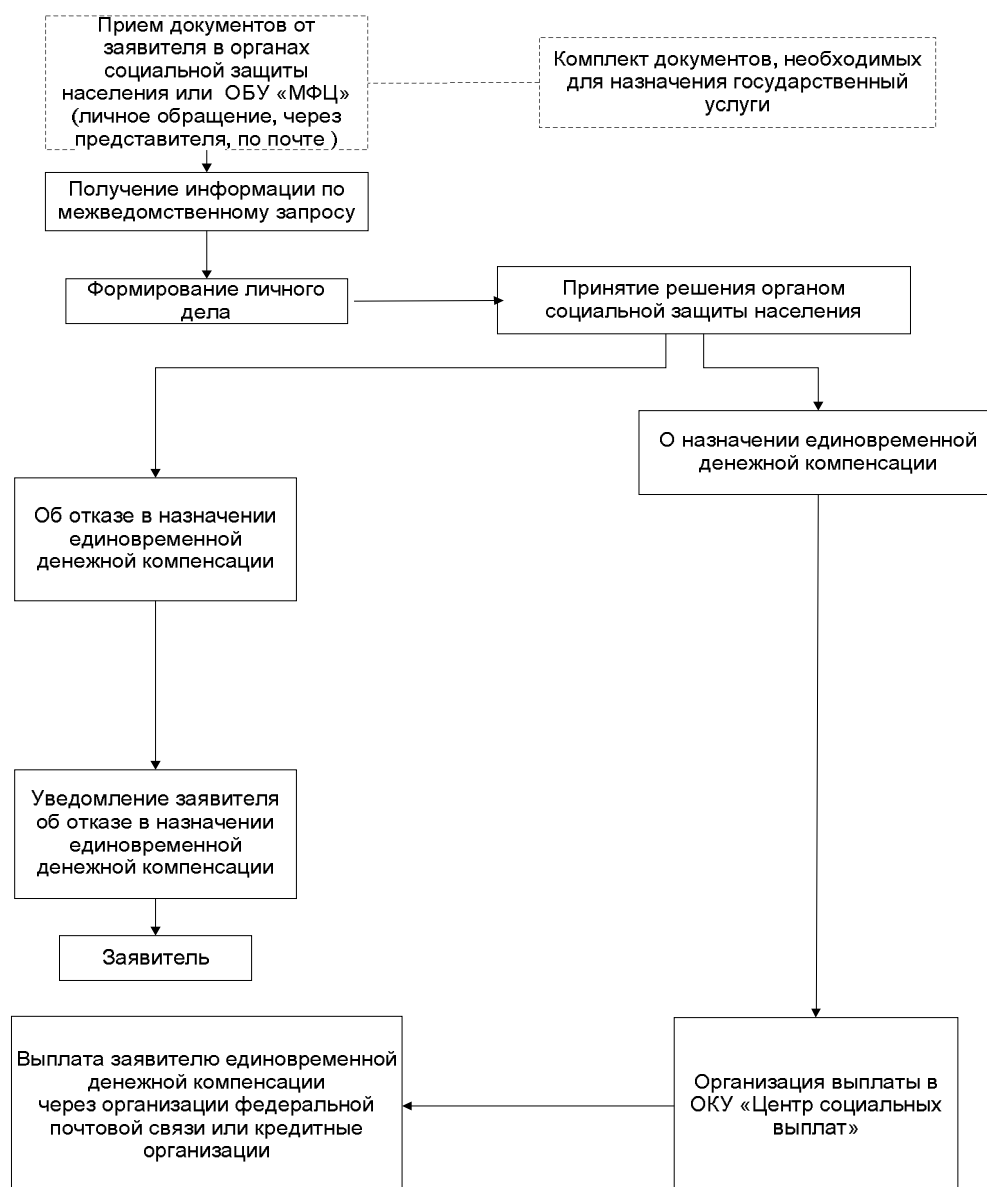 Прием документов от
заявителя в органах
социальной защиты
населения или ОБУ «МФЦ»
(личное обращение, через
представителя, по почте )
Комплект документов, необходимых
для назначения государственный
услуги
Получение информации по
межведомственному запросу
Формирование личного
дела
Принятие решения органом
социальной защиты населения
О назначении единовременной
денежной компенсации
Об отказе в назначении
единовременной
денежной компенсации
Уведомление заявителя
об отказе в назначении
единовременной
денежной компенсации
Заявитель
Выплата заявителю единовременной
денежной компенсации
через организации федеральной
почтовой связи или кредитные
организации
Организация выплаты в
ОКУ «Центр социальных
выплат»